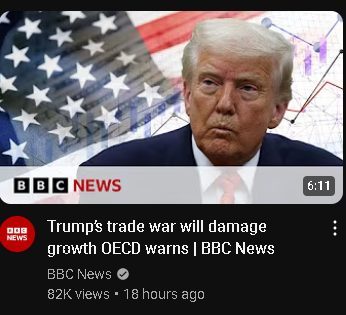 BBC NEWS
6:11
BBC
NEWS
Trump's trade war will damage
growth OECD warns | BBC News
BBC News
82K views • 18 hours ago